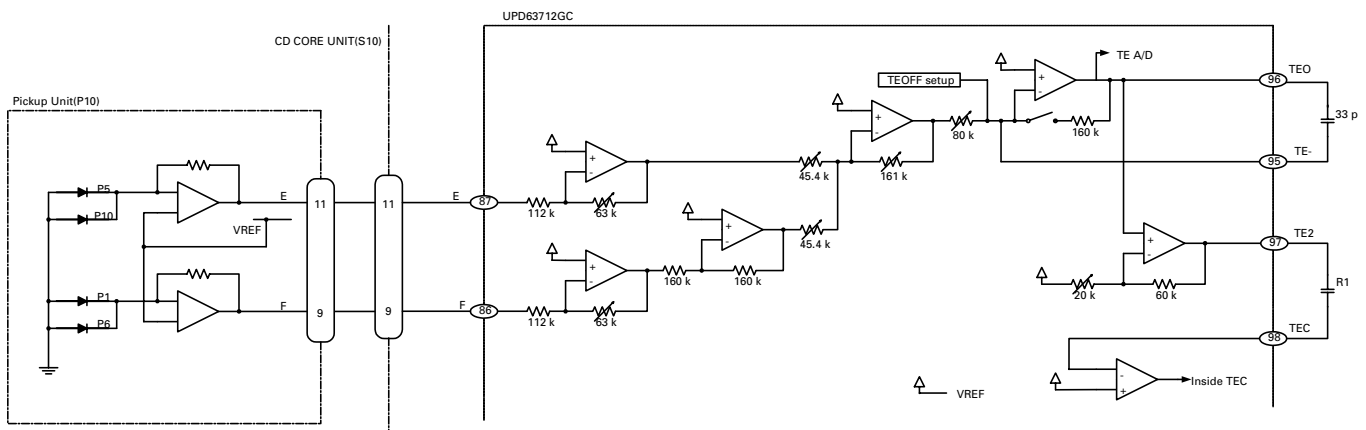 UPD63712GC
CD CORE UNIT(S10)
TEOFF setup
TE A/D
96
TEO
Pickup Unit(P10)
+
-
+
-
80 k
160 k
33 p
95
TE-
45.4 k
161 k
P5
P10
E
11
11
E
87
112 k
+
-
63 k
VREF
+
-
45.4 k
97
TE2
+
-
160 k
160 k
20 k
60 k
R1
P1
P6
F
9
9
F
86
112 k
+
-
63 k
98
TEC
-
+
Inside TEC
VREF